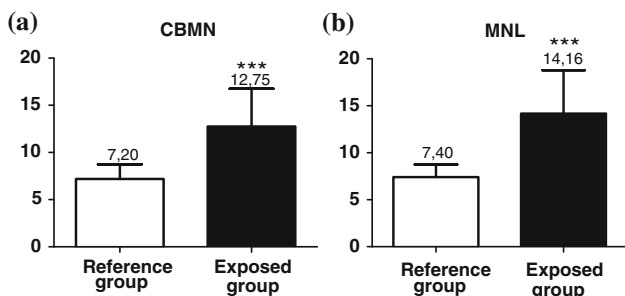 (a)
CBMN
20
15
10
5
0
7,20
***
12,75
Reference
group
Exposed
group
(b)
MNL
20
15
10
5
0
7,40
***
14,16
Reference
group
Exposed
group